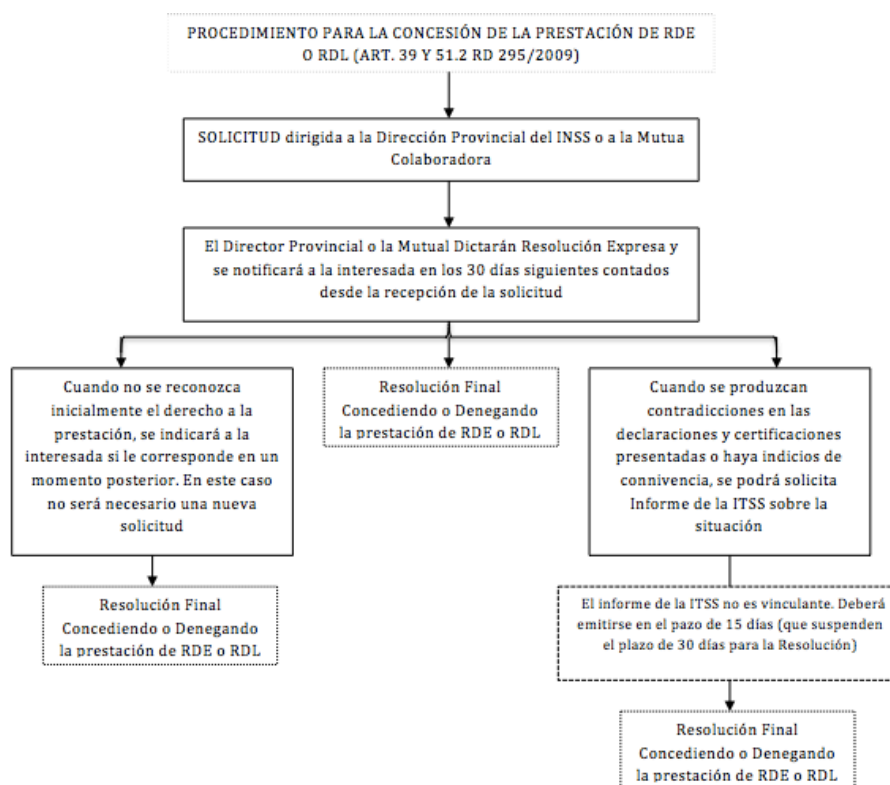 PROCEDIMIENTO PARA LA CONCESIÓN DE LA PRESTACIÓN DE RDE
O RDL (ART. 39 Y 51.2 RD 295/2009)
SOLICITUD dirigida a la Dirección Provincial del INSS o a la Mutua
Colaboradora
El Director Provincial o la Mutual Dictarán Resolución Expresa y
se notificará a la interesada en los 30 días siguientes contados
desde la recepción de la solicitud
Cuando no se reconozca
inicialmente el derecho a la
prestación, se indicará a la
interesada si le corresponde en un
momento posterior. En este caso
no será necesario una nueva
solicitud
Resolución Final
Concediendo o Denegando
la prestación de RDE o RDL
Resolución Final
Concediendo o Denegando
la prestación de RDE o RDL
Cuando se produzcan
contradicciones en las
declaraciones y certificaciones
presentadas o haya indicios de
connivencia, se podrá solicita
Informe de la ITSS sobre la
situación
El informe de la ITSS no es vinculante. Deberá
emitirse en el pazo de 15 días (que suspenden
el plazo de 30 días para la Resolución)
Resolución Final
Concediendo o Denegando
la prestación de RDE o RDL